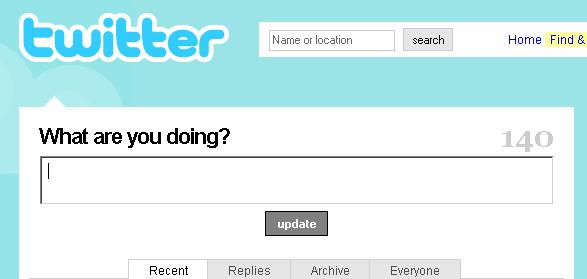 twitter
Name or location search Home Find &
What are you doing? 140
update
Recent Replies Archive Everyone